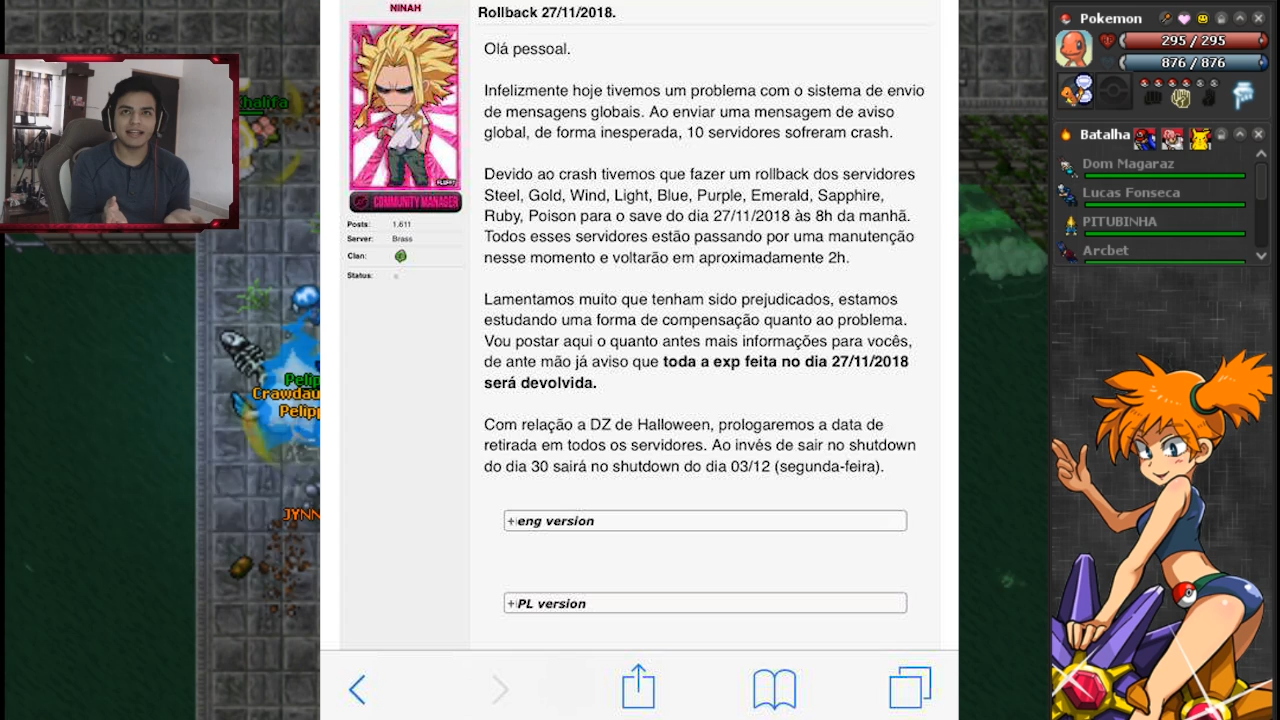 NINAH
COMMUNITY MANAGER
Posts: 1,611
Server: Brass
Clan:
Status:
Rollback 27/11/2018.
Olá pessoal.
Infelizmente hoje tivemos um problema com o sistema de envio
de mensagens globais. Ao enviar uma mensagem de aviso
global, de forma inesperada, 10 servidores sofreram crash.
Devido ao crash tivemos que fazer um rollback dos servidores
Steel, Gold, Wind, Light, Blue, Purple, Emerald, Sapphire,
Ruby, Poison para o save do dia 27/11/2018 às 8h da manhã.
Todos esses servidores estão passando por uma manutenção
nesse momento e voltarão em aproximadamente 2h.
Lamentamos muito que tenham sido prejudicados, estamos
estudando uma forma de compensação quanto ao problema.
Vou postar aqui o quanto antes mais informações para vocês,
de ante mão já aviso que toda a exp feita no dia 27/11/2018
será devolvida.
Com relação a DZ de Halloween, prologaremos a data de
retirada em todos os servidores. Ao invés de sair no shutdown
do dia 30 sairá no shutdown do dia 03/12 (segunda-feira).
+ eng version
+ PL version
Pokemon
295 / 295
876 / 876
Batalha
Dom Magaraz
Lucas Fonseca
PITUBINHA
Arcbet